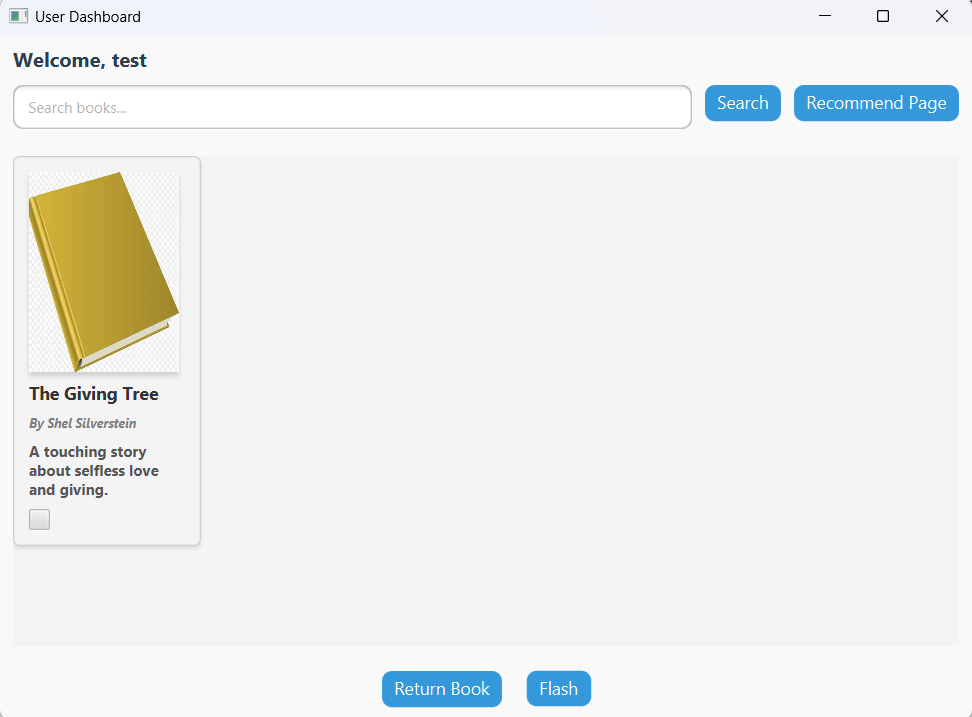 User Dashboard
Welcome, test
Search books...
Search
Recommend Page
The Giving Tree
By Shel Silverstein
A touching story
about selfless love
and giving.
Return Book
Flash